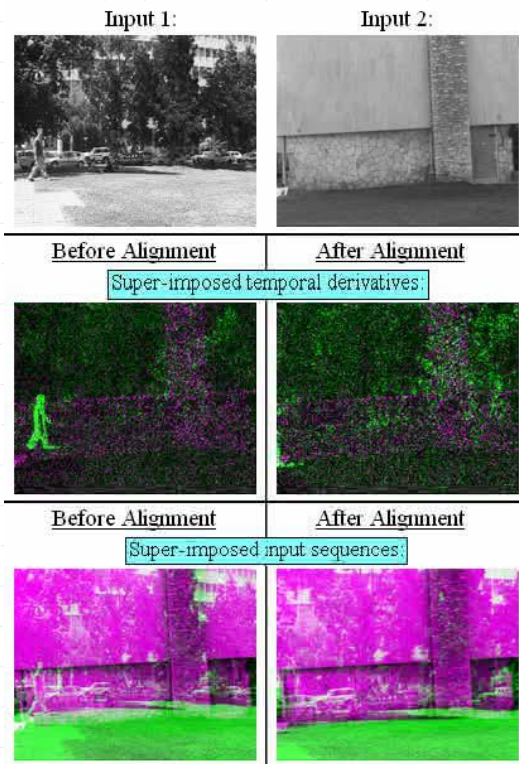 Input 1:
Input 2:
Before Alignment
After Alignment
Super-imposed temporal derivatives:
Before Alignment
After Alignment
Super-imposed input sequences: